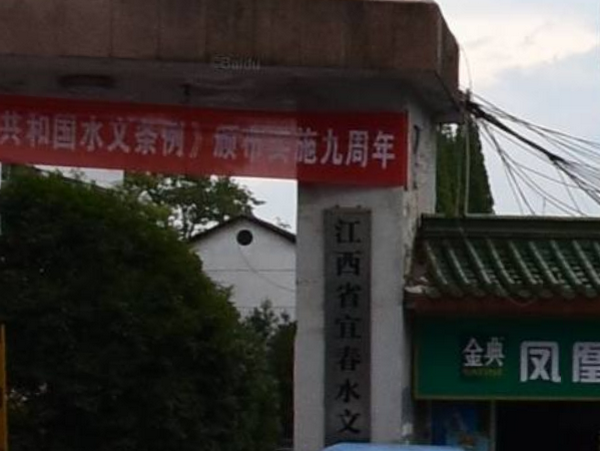 共和国水文条例》颁布实施九周年
江西省宜春水文
金典
凤凰
©Baidu